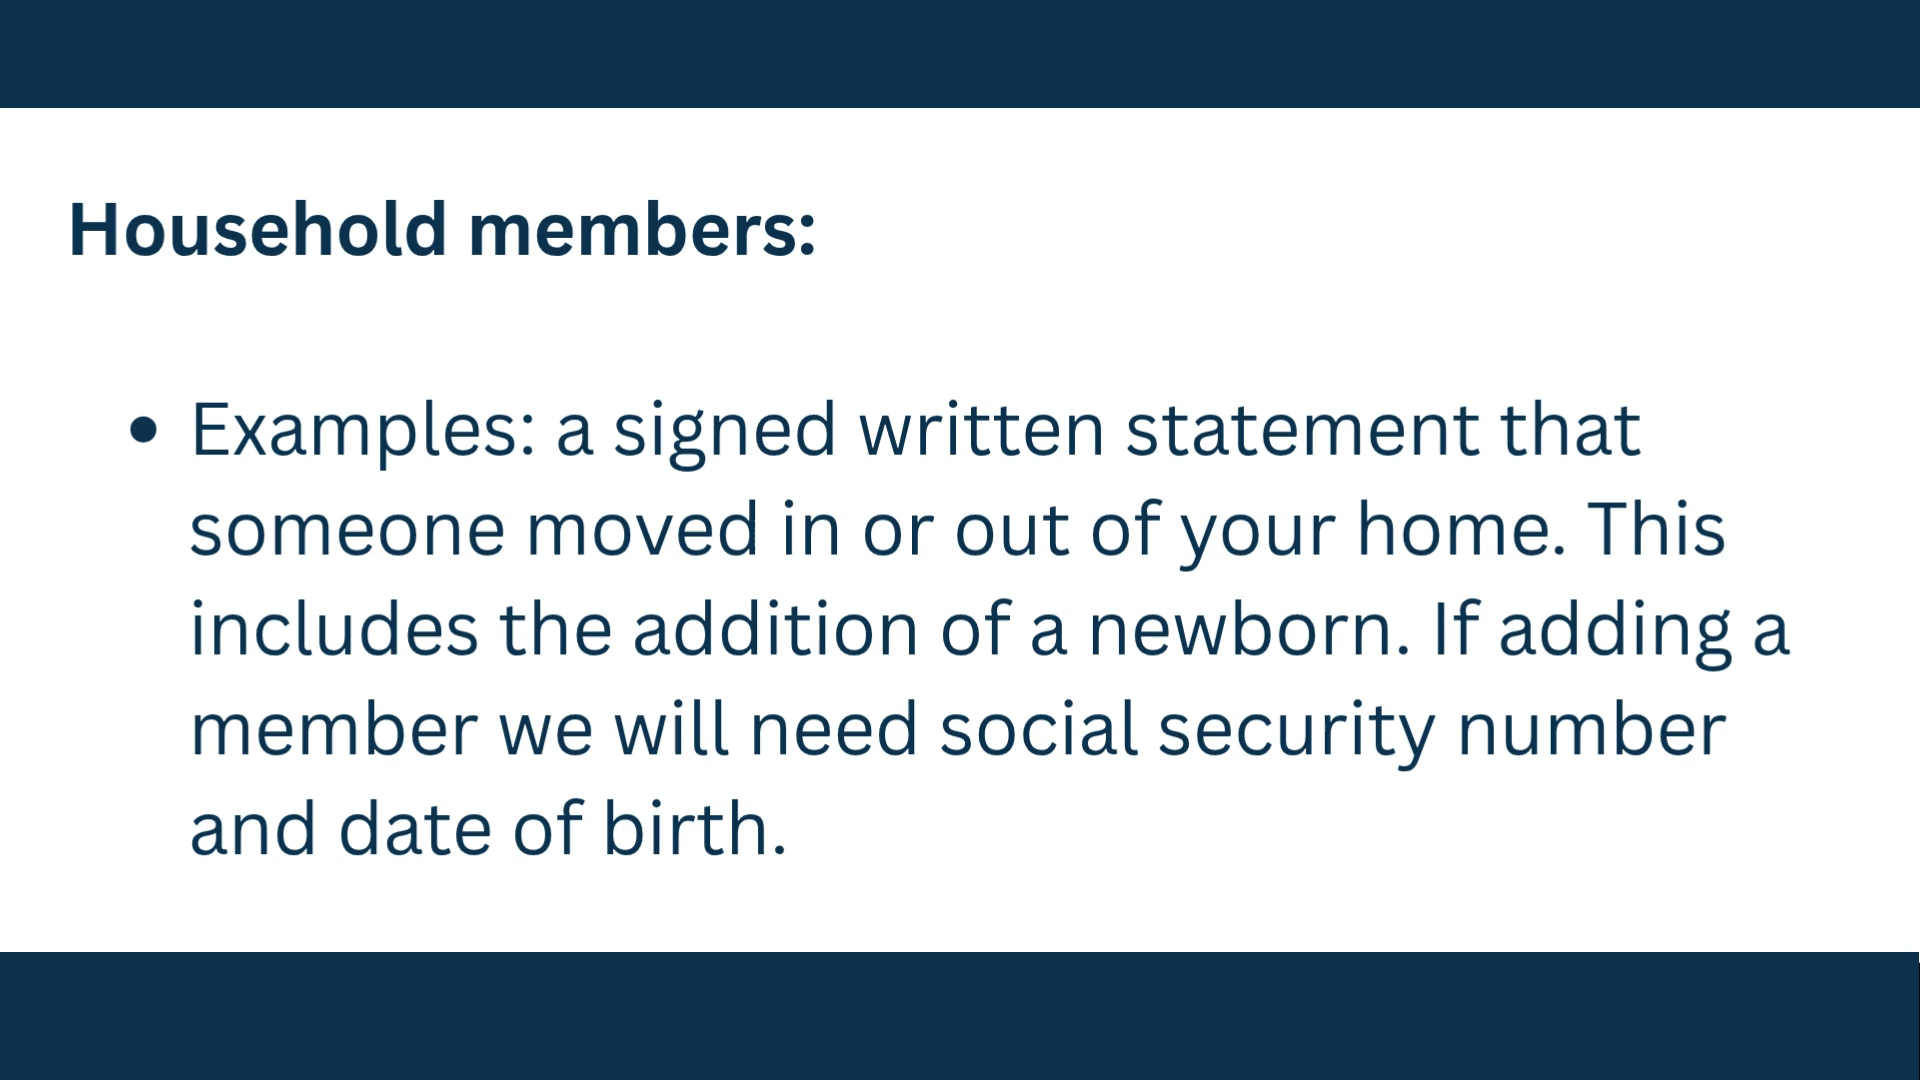 Household members:
• Examples: a signed written statement that
someone moved in or out of your home. This
includes the addition of a newborn. If adding a
member we will need social security number
and date of birth.